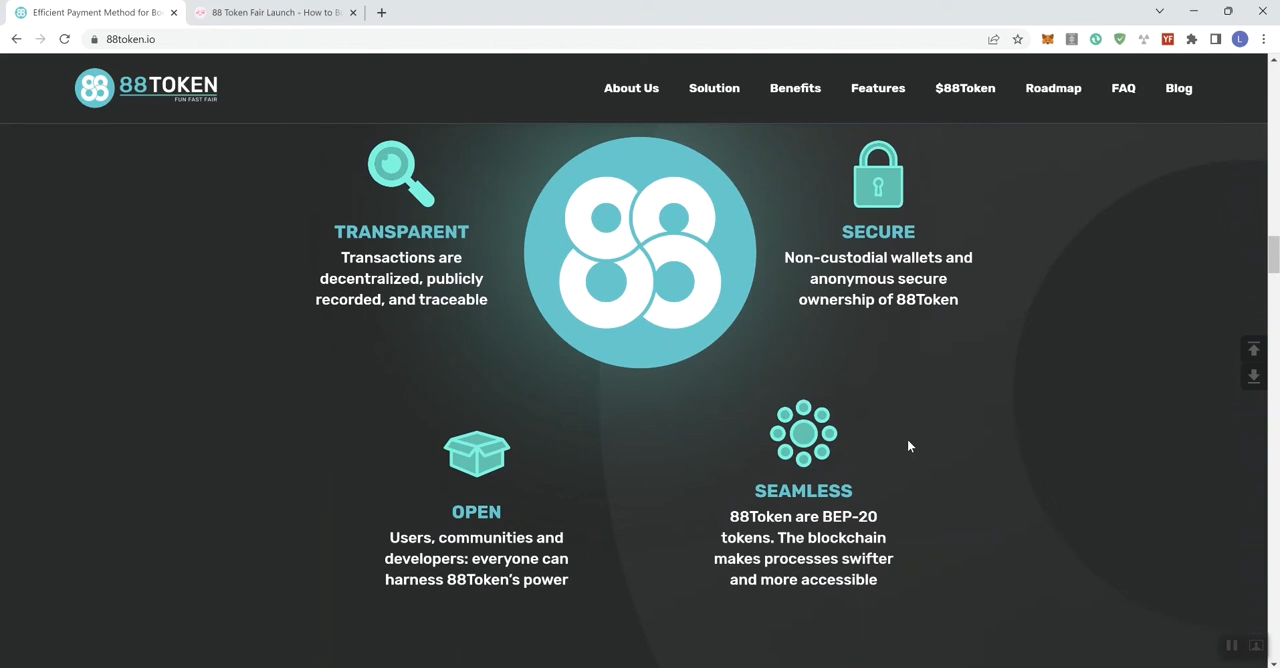 Efficient Payment Method for Bo
88 Token Fair Launch - How to B
88token.io
YF
L
88
88TOKEN
FUN FAST FAIR
About Us
Solution
Benefits
Features
$88Token
Roadmap
FAQ
Blog
88
TRANSPARENT
Transactions are
decentralized, publicly
recorded, and traceable
SECURE
Non-custodial wallets and
anonymous secure
ownership of 88Token
OPEN
Users, communities and
developers: everyone can
harness 88Token's power
SEAMLESS
88Token are BEP-20
tokens. The blockchain
makes processes swifter
and more accessible